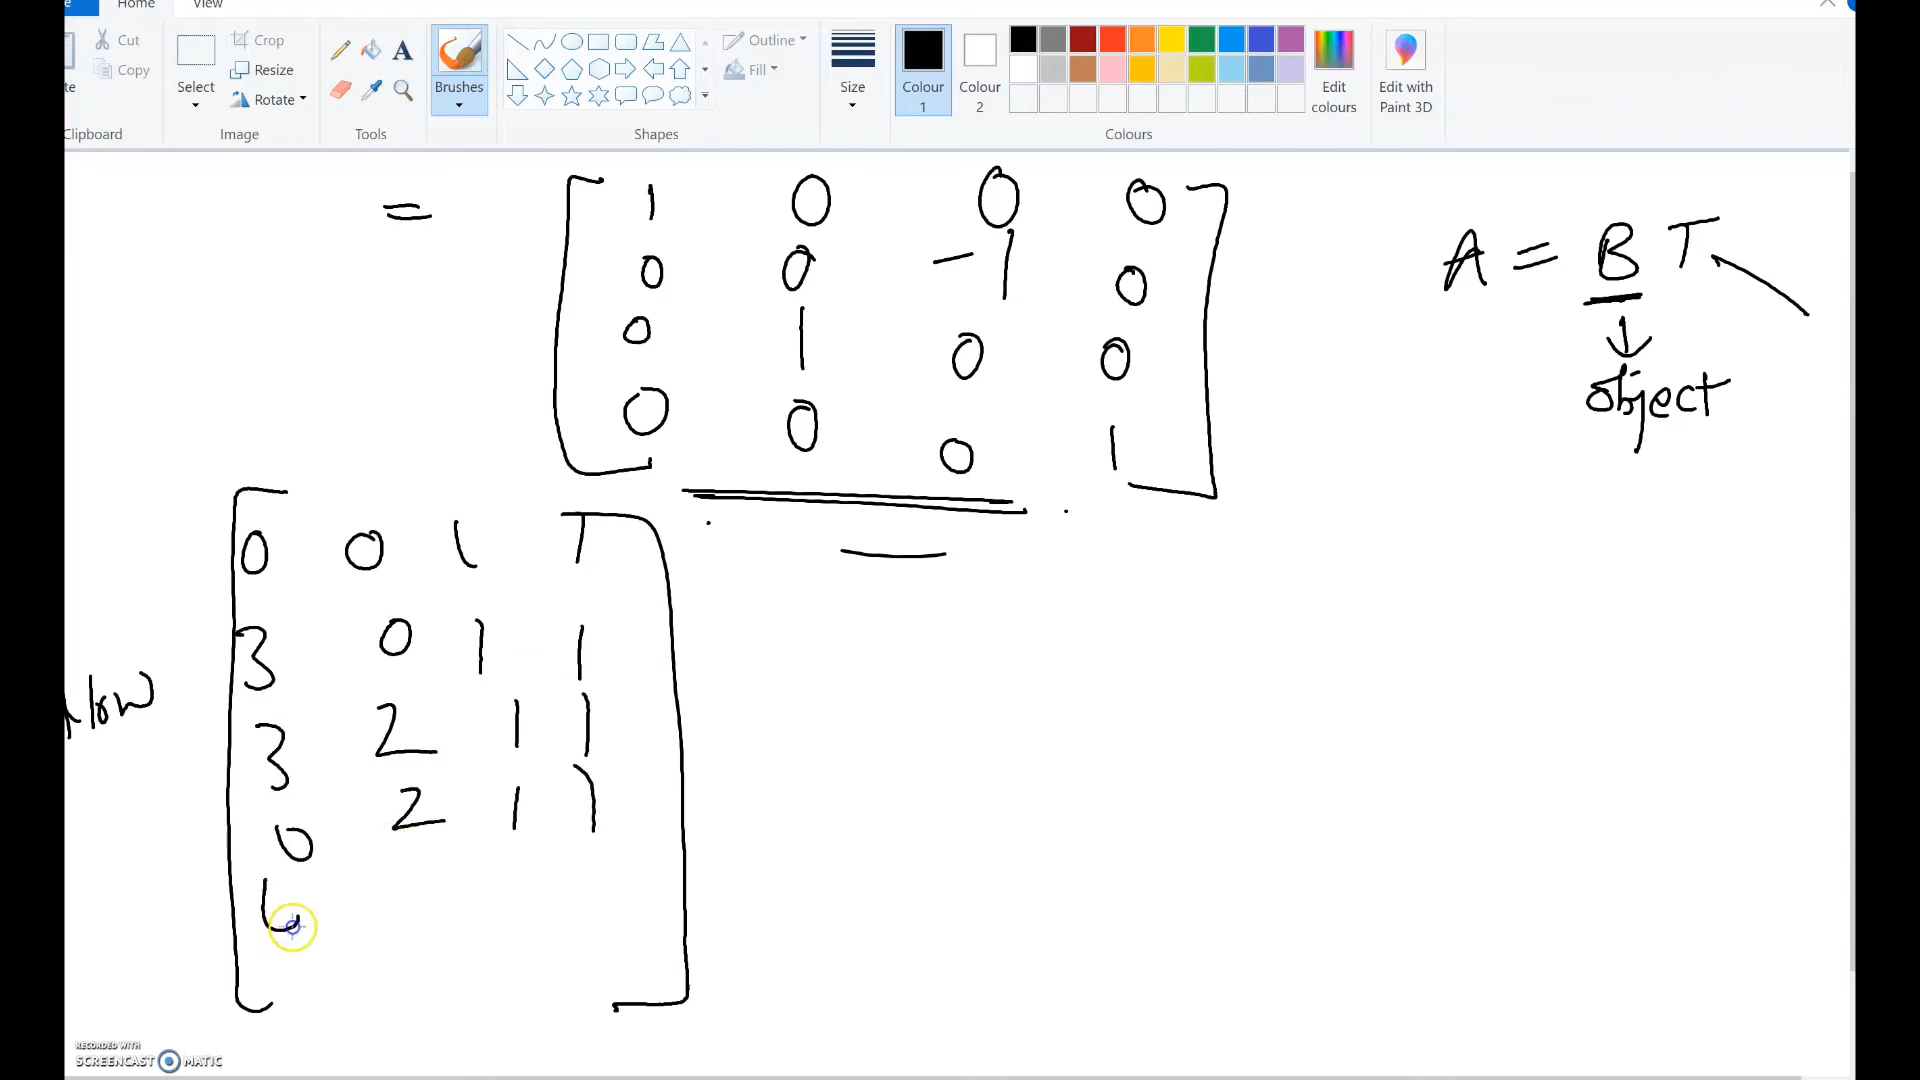 Home View
Cut
Copy
Clipboard
Select
Crop
Resize
Rotate
Image
Tools
Brushes
Shapes
Outline
Fill
Size
Colour 1
Colour 2
Colours
Edit colours
Edit with Paint 3D
= 1 0 0 0
0 0 -1 0
0 1 0 0
0 0 0 1
A = B T
object
0 0 1 1
3 0 1 1
3 2 1 1
0 2 1 1
RECORDED WITH
SCREENCAST MATIC